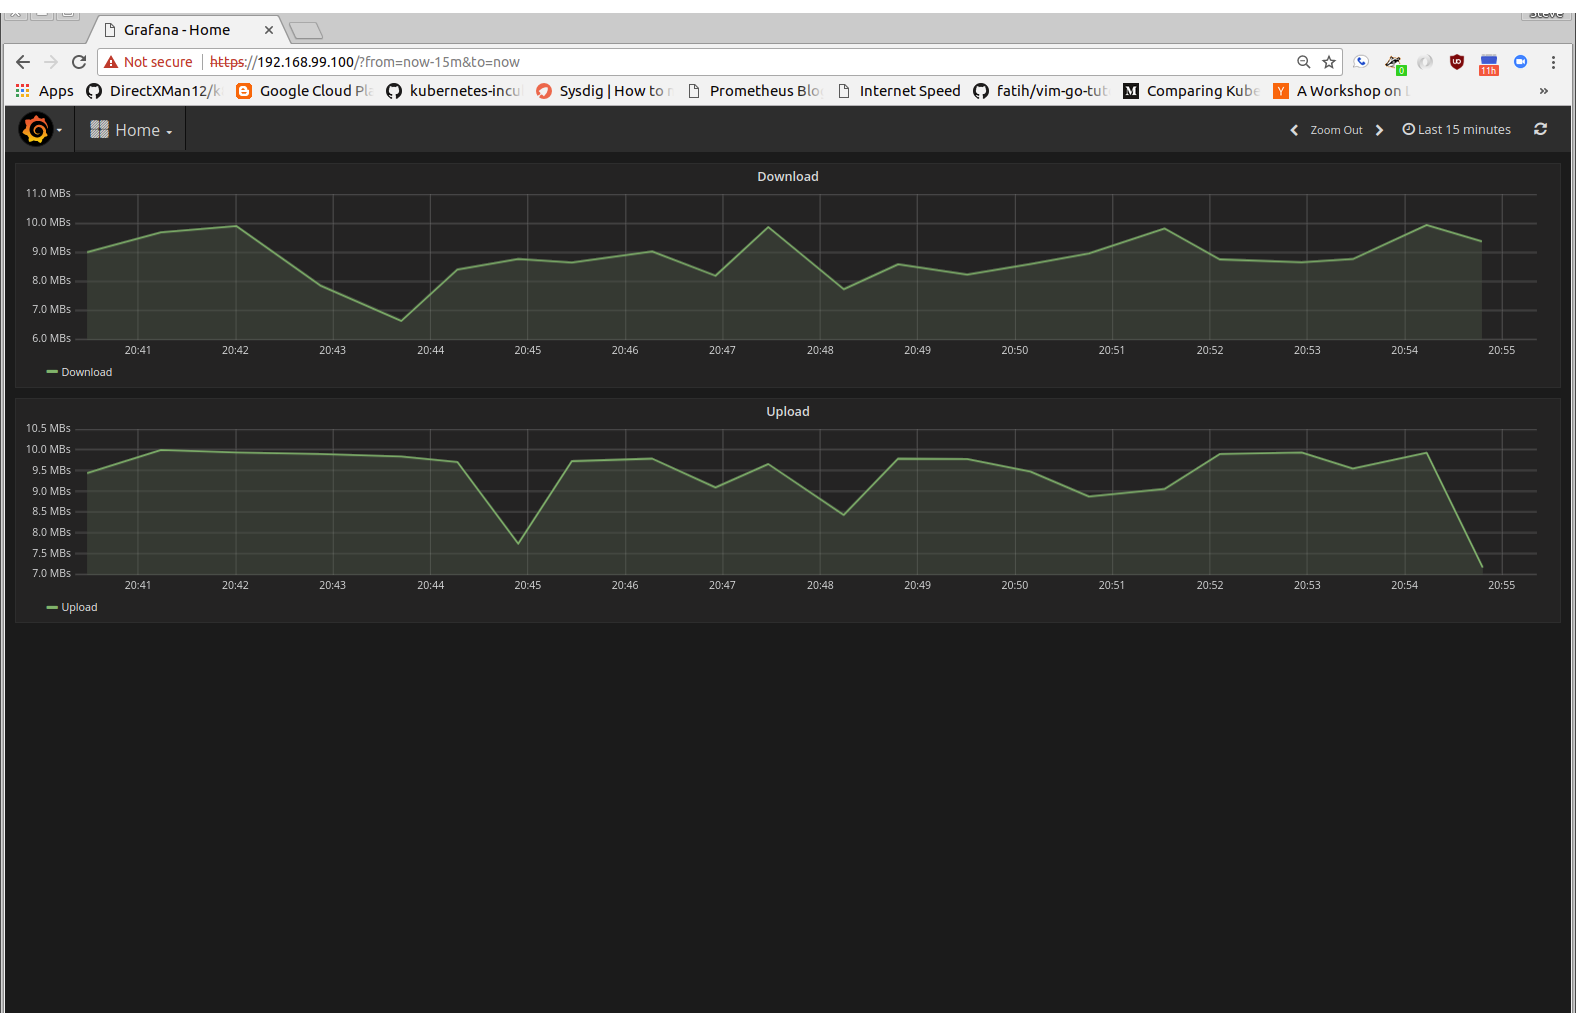 Steve
Grafana - Home
Not secure https://192.168.99.100/?from=now-15m&to=now
0
11h
Apps DirectXMan12/k Google Cloud Pla kubernetes-incu Sysdig | How to Prometheus Blo Internet Speed fatih/vim-go-tut Comparing Kube A Workshop on »
Home Zoom Out Last 15 minutes
Download
11.0 MBs
10.0 MBs
9.0 MBs
8.0 MBs
7.0 MBs
6.0 MBs
20:41 20:42 20:43 20:44 20:45 20:46 20:47 20:48 20:49 20:50 20:51 20:52 20:53 20:54 20:55
Download
Upload
10.5 MBs
10.0 MBs
9.5 MBs
9.0 MBs
8.5 MBs
8.0 MBs
7.5 MBs
7.0 MBs
20:41 20:42 20:43 20:44 20:45 20:46 20:47 20:48 20:49 20:50 20:51 20:52 20:53 20:54 20:55
Upload